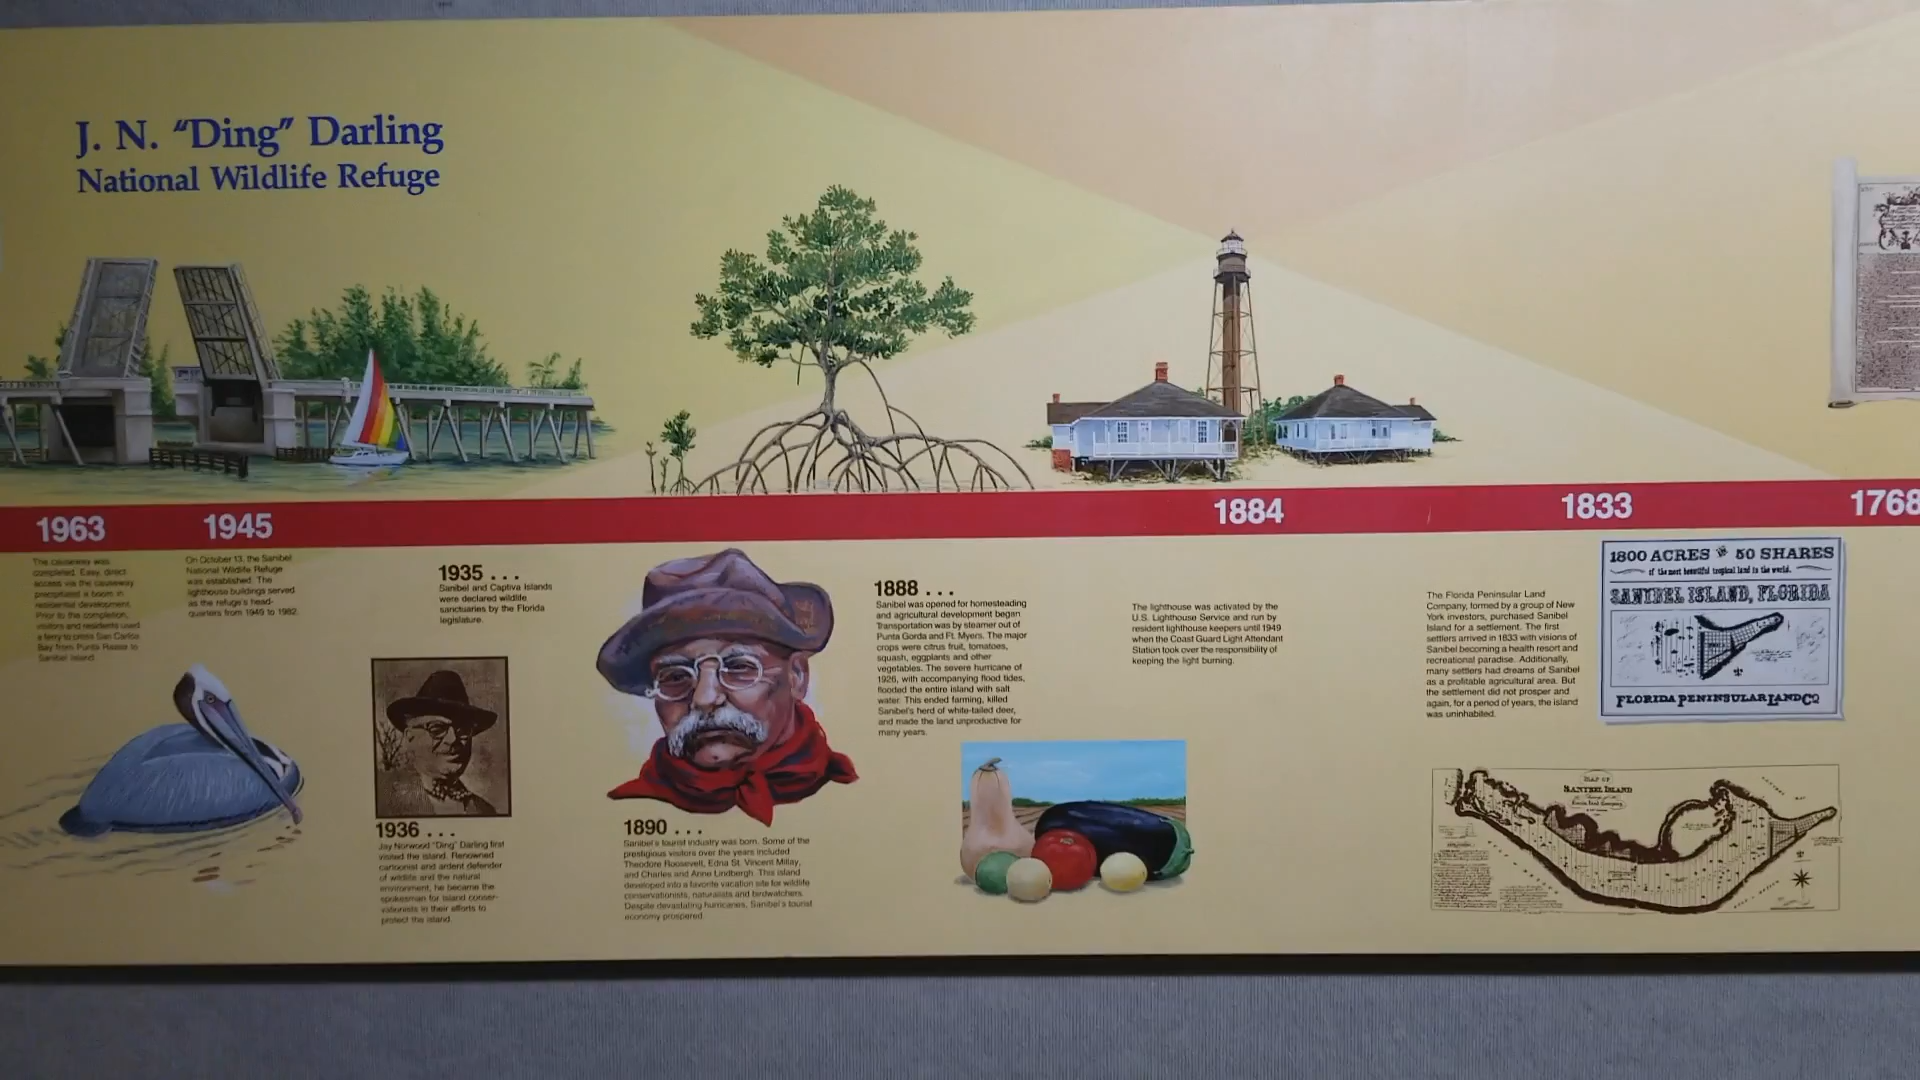 J. N. "Ding" Darling
National Wildlife Refuge
1963
The causeway was
completed. Easy, direct
access via the causeway
precipitated a boom in
residential development.
Prior to the completion,
visitors and residents used
a ferry to cross San Carlos
Bay from Punta Rassa to
Sanibel Island.
1945
On October 13, the Sanibel
National Wildlife Refuge
was established. The
lighthouse buildings served
as the refuge's head-
quarters from 1949 to 1982.
1935 . . .
Sanibel and Captiva Islands
were declared wildlife
sanctuaries by the Florida
legislature.
1936 . . .
Jay Norwood "Ding" Darling first
visited the island. Renowned
cartoonist and ardent defender
of wildlife and the natural
environment, he became the
spokesman for island conser-
vationists in their efforts to
protect the island.
1890 . . .
Sanibel's tourist industry was born. Some of the
prestigious visitors over the years included
Theodore Roosevelt, Edna St. Vincent Millay,
and Charles and Anne Lindbergh. This island
developed into a favorite vacation site for wildlife
conservationists, naturalists and birdwatchers.
Despite devastating hurricanes, Sanibel's tourist
economy prospered.
1888 . . .
Sanibel was opened for homesteading
and agricultural development began.
Transportation was by steamer out of
Punta Gorda and Ft. Myers. The major
crops were citrus fruit, tomatoes,
squash, eggplants and other
vegetables. The severe hurricane of
1926, with accompanying flood tides,
flooded the entire island with salt
water. This ended farming, killed
Sanibel's herd of white-tailed deer,
and made the land unproductive for
many years.
1884
The lighthouse was activated by the
U.S. Lighthouse Service and run by
resident lighthouse keepers until 1949
when the Coast Guard Light Attendant
Station took over the responsibility of
keeping the light burning.
1833
The Florida Peninsular Land
Company, formed by a group of New
York investors, purchased Sanibel
Island for a settlement. The first
settlers arrived in 1833 with visions of
Sanibel becoming a health resort and
recreational paradise. Additionally,
many settlers had dreams of Sanibel
as a profitable agricultural area. But
the settlement did not prosper and
again, for a period of years, the island
was uninhabited.
1800 ACRES 50 SHARES
of the most beautiful tropical land in the world.
SANIBEL ISLAND, FLORIDA
FLORIDA PENINSULAR LAND CO
MAP OF
SANIBEL ISLAND
1768